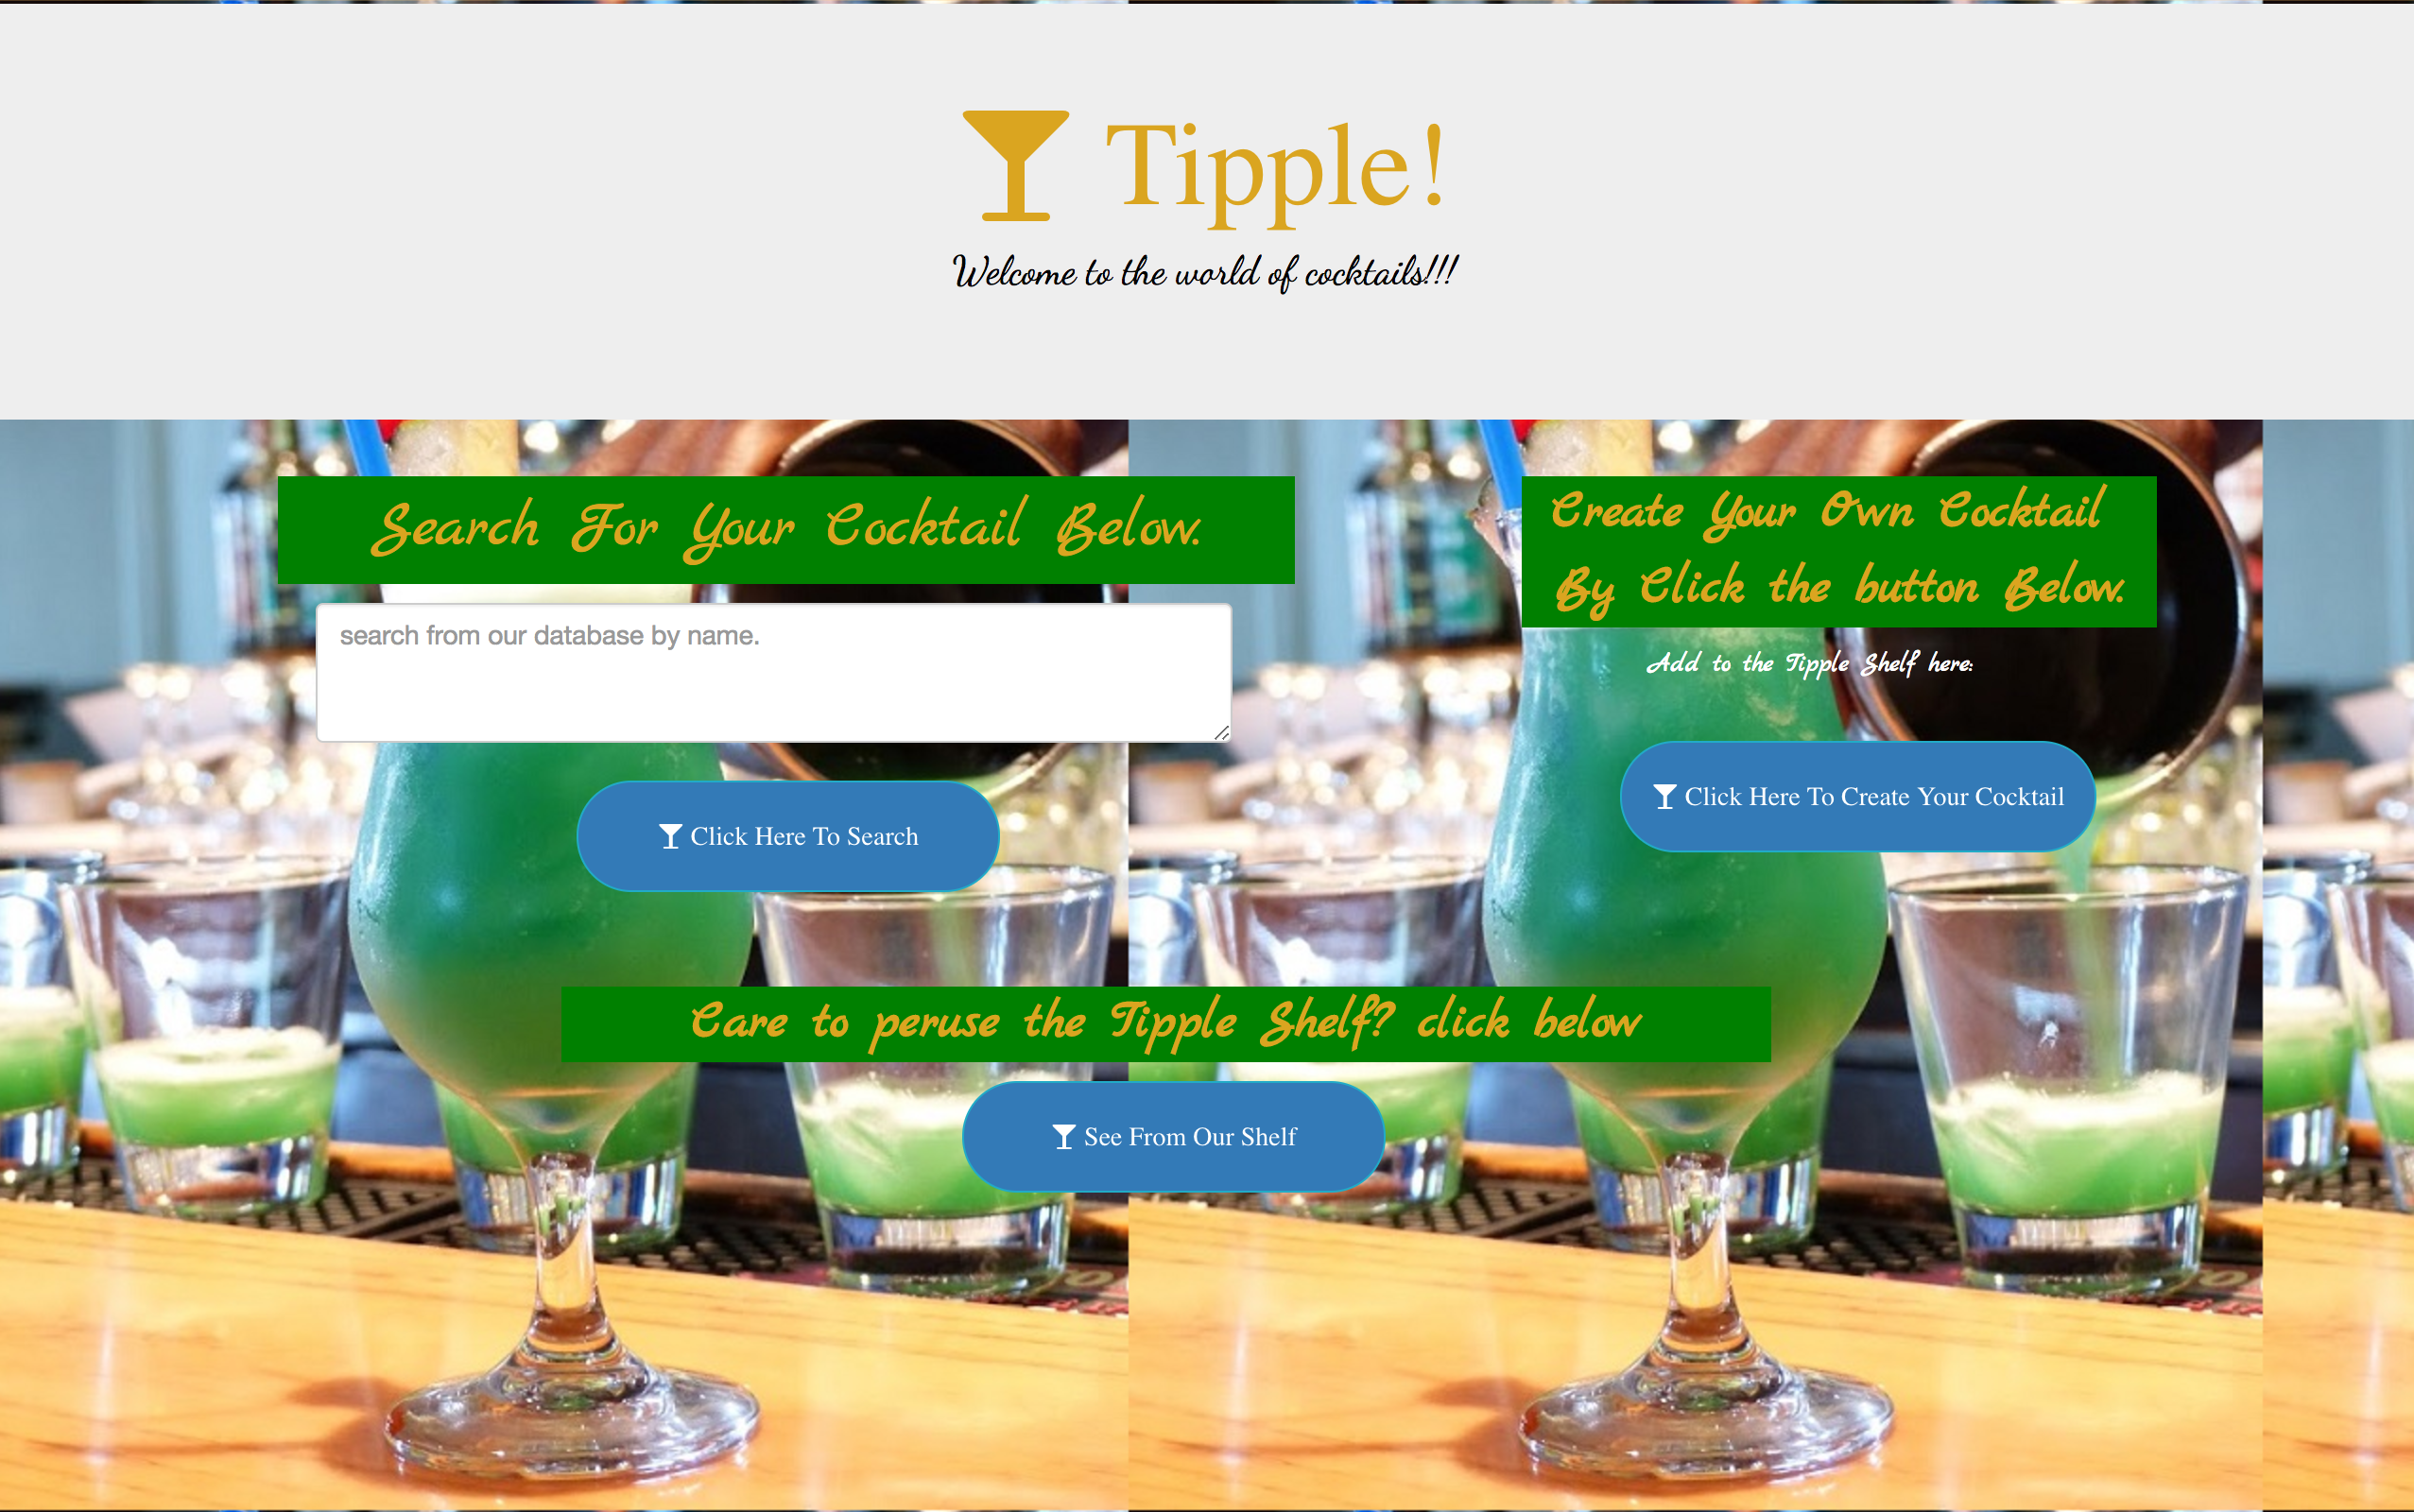 Tipple!
Welcome to the world of cocktails!!!
Search For Your Cocktail Below.
search from our database by name.
Click Here To Search
Create Your Own Cocktail
By Click the button Below.
Add to the Tipple Shelf here:
Click Here To Create Your Cocktail
Care to peruse the Tipple Shelf? click below
See From Our Shelf